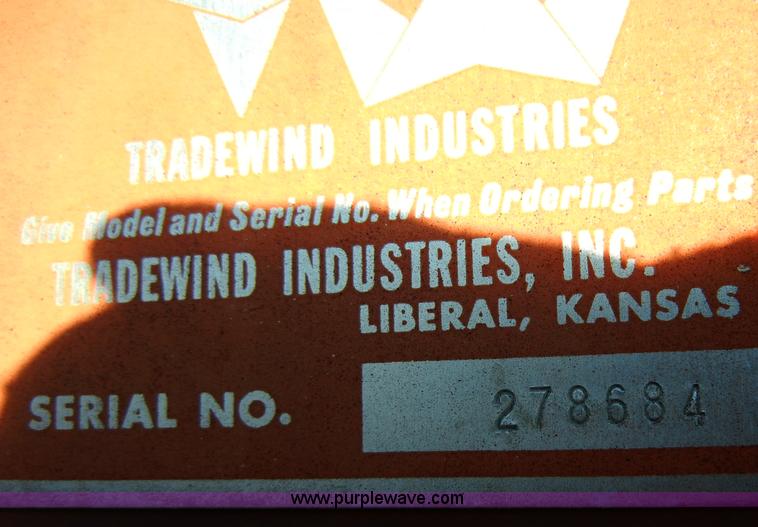 TRADEWIND INDUSTRIES
Give Model and Serial No. When Ordering Parts
TRADEWIND INDUSTRIES, INC.
LIBERAL, KANSAS
SERIAL NO. 278684
www.purplewave.com